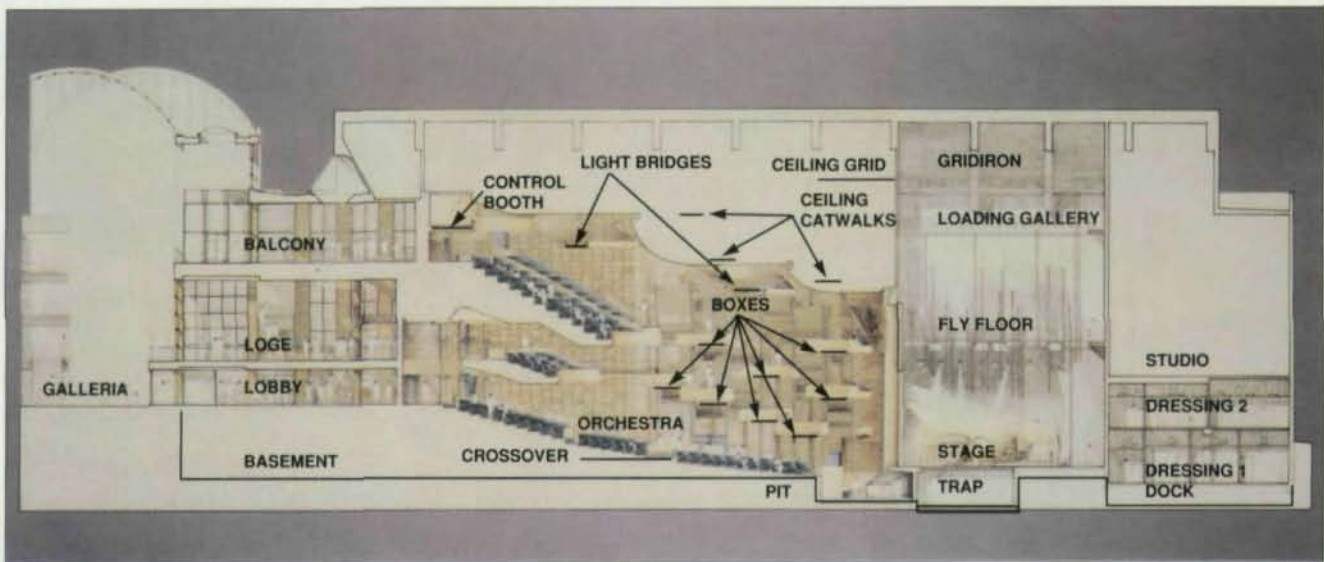 LIGHT BRIDGES
CEILING GRID
GRIDIRON
CONTROL
BOOTH
CEILING
CATWALKS
LOADING GALLERY
BALCONY
BOXES
FLY FLOOR
LOGE
STUDIO
GALLERIA
LOBBY
DRESSING 2
ORCHESTRA
BASEMENT
CROSSOVER
STAGE
DRESSING 1
PIT
TRAP
DOCK